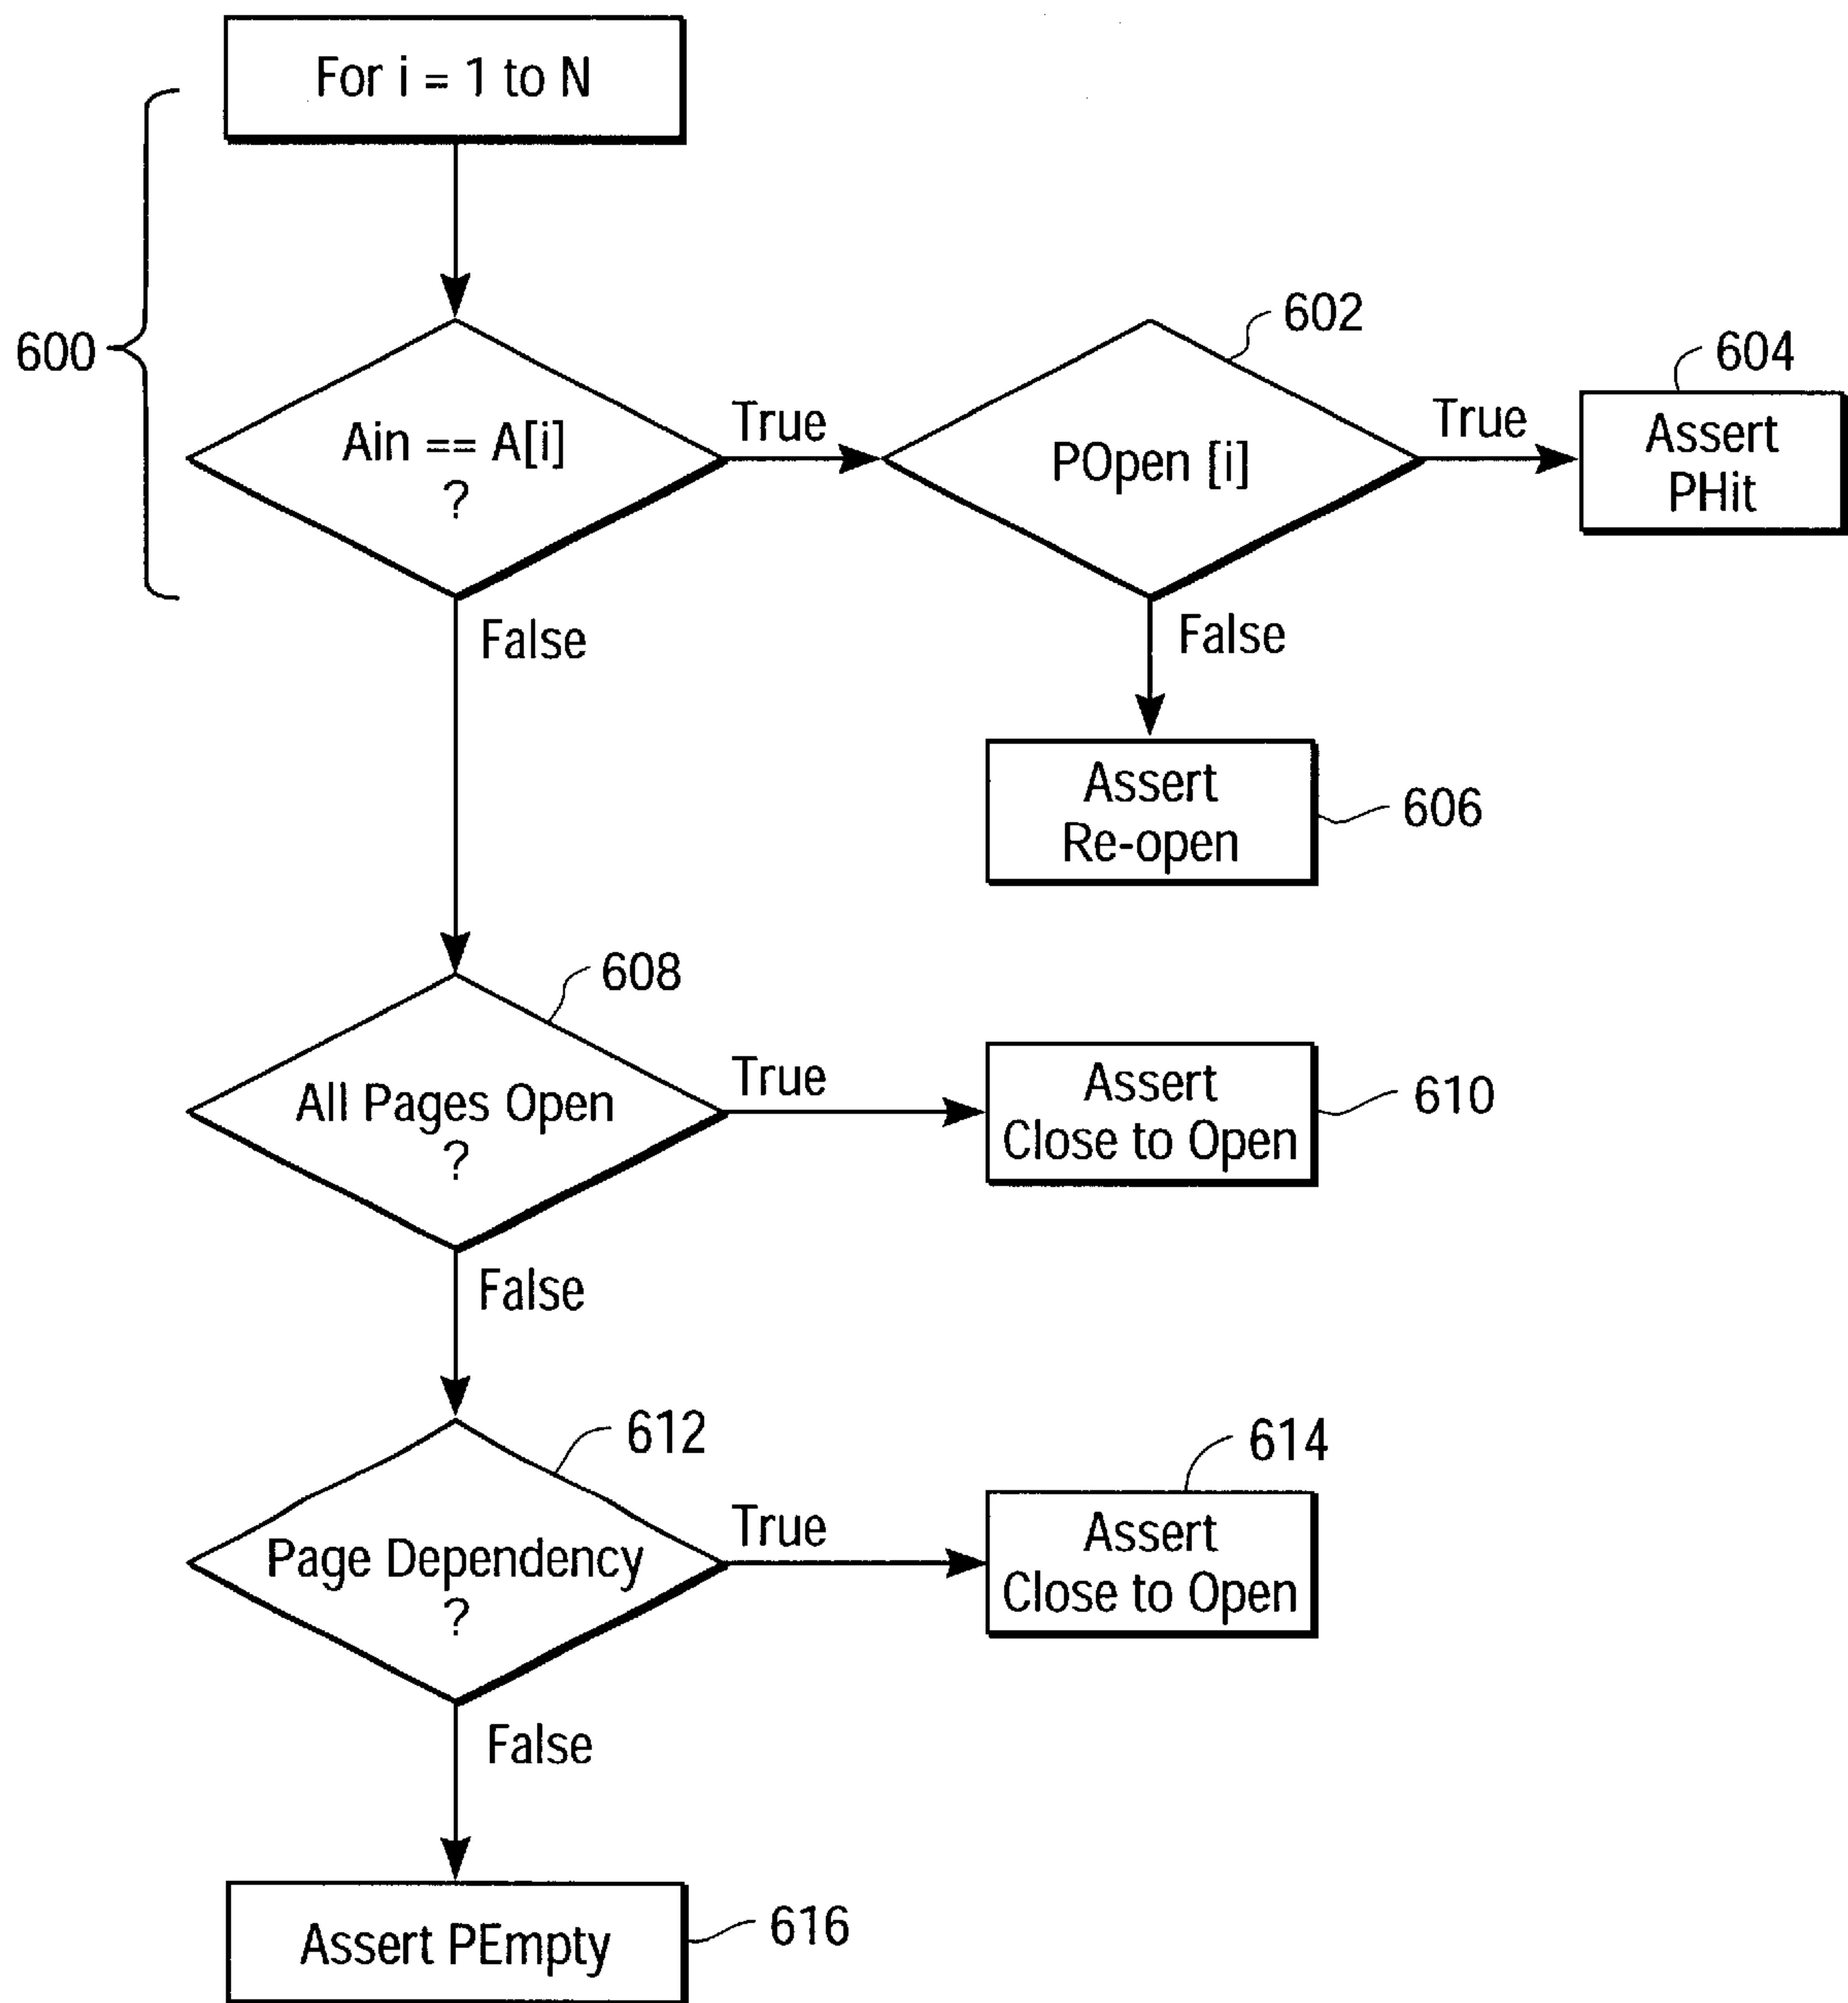 For i = 1 to N
600
Ain == A[i]
?
True
602
POpen [i]
True
604
Assert
PHit
False
False
Assert
Re-open
606
608
All Pages Open
?
True
Assert
Close to Open
610
False
612
Page Dependency
?
True
614
Assert
Close to Open
False
Assert PEmpty
616